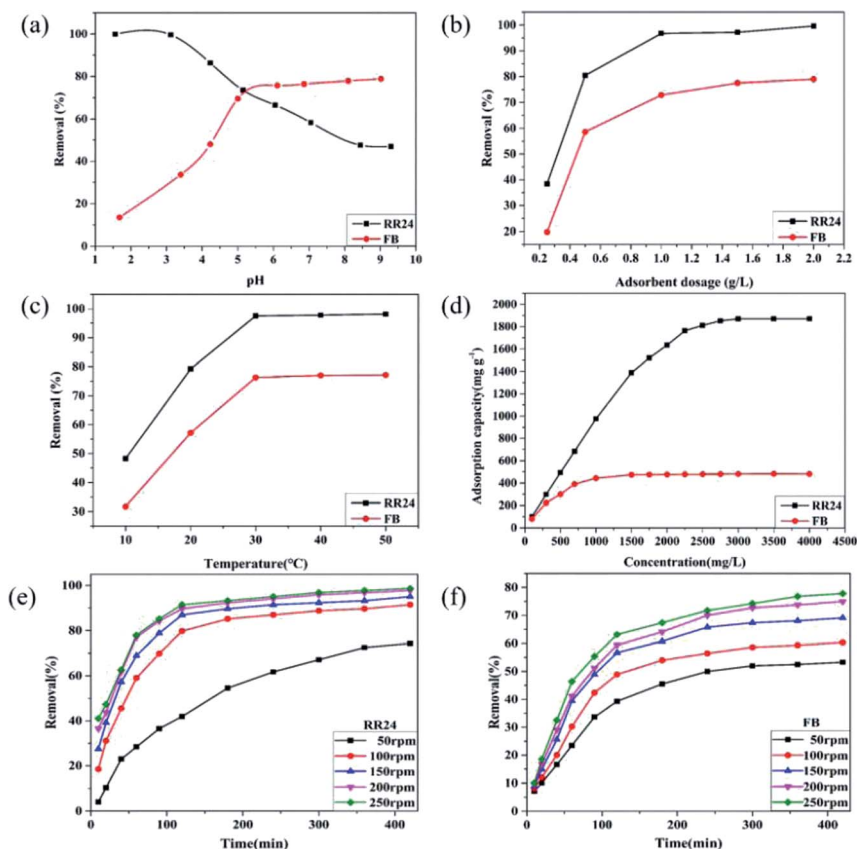 (a)
Removal (%)
100
80
60
40
20
0
1 2 3 4 5 6 7 8 9 10
pH
RR24
FB
(b)
Removal (%)
100
90
80
70
60
50
40
30
20
0.2 0.4 0.6 0.8 1.0 1.2 1.4 1.6 1.8 2.0 2.2
Adsorbent dosage (g/L)
RR24
FB
(c)
Removal (%)
100
90
80
70
60
50
40
30
10 20 30 40 50
Temperature(°C)
RR24
FB
(d)
Adsorption capacity(mg g-1)
2000
1800
1600
1400
1200
1000
800
600
400
200
0
0 500 1000 1500 2000 2500 3000 3500 4000 4500
Concentration(mg/L)
RR24
FB
(e)
Removal(%)
100
80
60
40
20
0
0 100 200 300 400
Time(min)
RR24
50rpm
100rpm
150rpm
200rpm
250rpm
(f)
Removal(%)
80
70
60
50
40
30
20
10
0
0 100 200 300 400
Time(min)
FB
50rpm
100rpm
150rpm
200rpm
250rpm